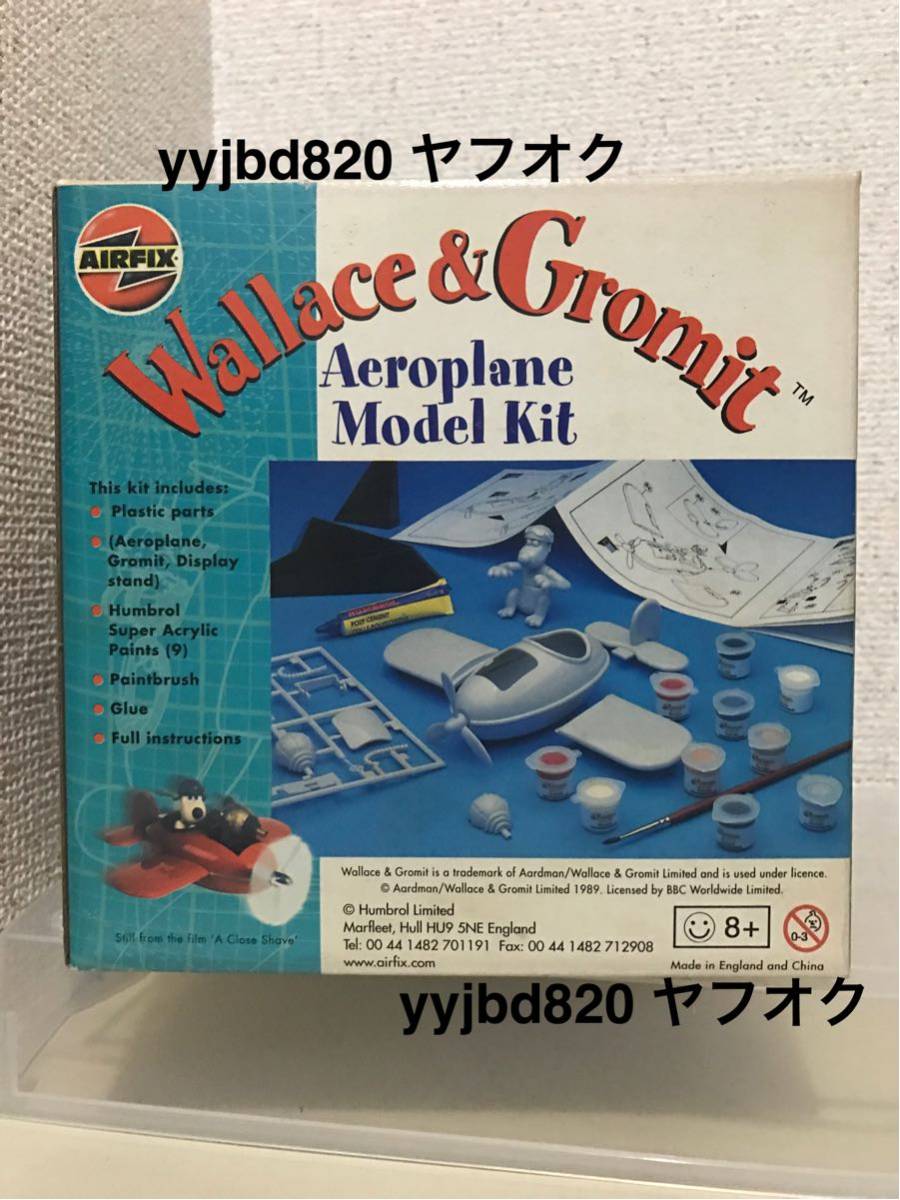 yyjbd820 ヤフオク
AIRFIX
Wallace & Gromit ™
Aeroplane
Model Kit
This kit includes:
Plastic parts
(Aeroplane,
Gromit, Display
stand)
Humbrol
Super Acrylic
Paints (9)
Paintbrush
Glue
Full instructions
POLY CEMENT
Still from the film 'A Close Shave'
Wallace & Gromit is a trademark of Aardman/Wallace & Gromit Limited and is used under licence.
© Aardman/Wallace & Gromit Limited 1989. Licensed by BBC Worldwide Limited.
© Humbrol Limited
Marfleet, Hull HU9 5NE England
Tel: 00 44 1482 701191 Fax: 00 44 1482 712908
www.airfix.com
8+
0-3
Made in England and China
yyjbd820 ヤフオク